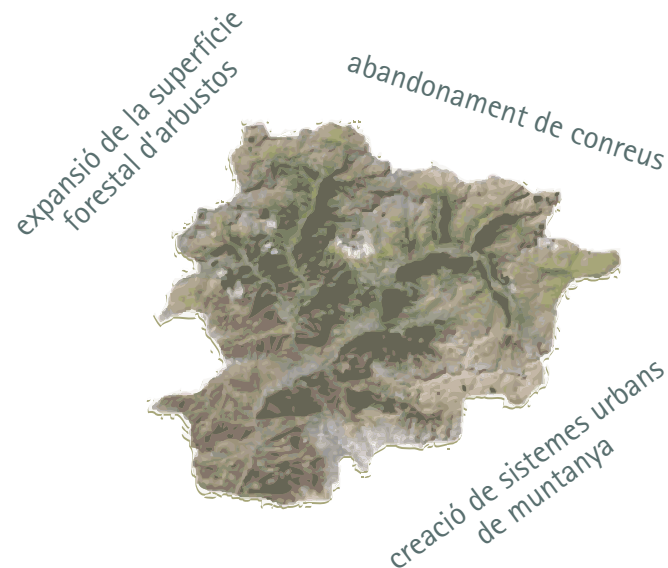 expansió de la superfície
forestal d'arbustos
abandonament de conreus
creació de sistemes urbans
de muntanya